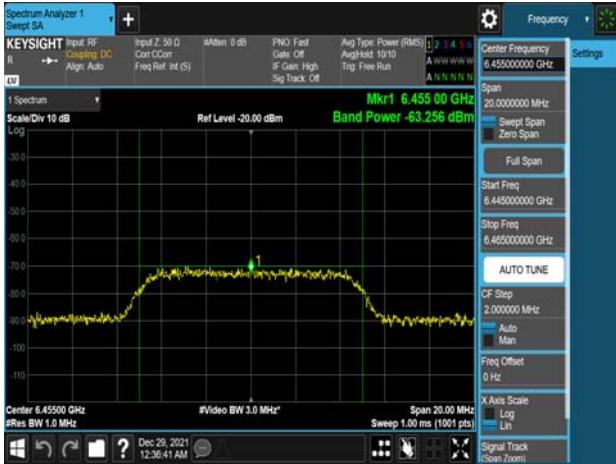 Spectrum Analyzer 1
Swept SA
Frequency
KEYSIGHT
Input: RF
Coupling: DC
Align: Auto
Input Z: 50 Ω
Corr CCorr
Freq Ref: Int (S)
#Atten: 0 dB
PNO: Fast
Gate: Off
IF Gain: High
Sig Track: Off
Avg Type: Power (RMS)
Avg|Hold: 10/10
Trig: Free Run
1 2 3 4 5 6
A W W W W W
A N N N N N
R
LXI
1 Spectrum
Scale/Div 10 dB
Ref Level -20.00 dBm
Mkr1 6.455 00 GHz
Band Power -63.256 dBm
Log
-30.0
-40.0
-50.0
-60.0
-70.0
-80.0
-90.0
-100
-110
1
Center 6.45500 GHz
#Res BW 1.0 MHz
#Video BW 3.0 MHz*
Span 20.00 MHz
Sweep 1.00 ms (1001 pts)
Center Frequency
6.455000000 GHz
Settings
Span
20.0000000 MHz
Swept Span
Zero Span
Full Span
Start Freq
6.445000000 GHz
Stop Freq
6.465000000 GHz
AUTO TUNE
CF Step
2.000000 MHz
Auto
Man
Freq Offset
0 Hz
X Axis Scale
Log
Lin
Signal Track
(Span Zoom)
Dec 29, 2021
12:36:41 AM